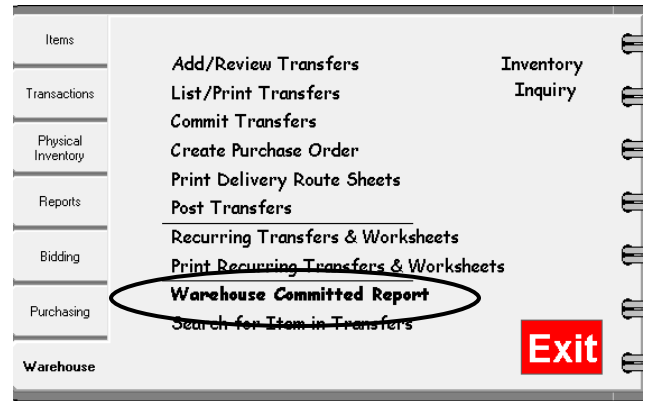 Items
Transactions
Physical
Inventory
Reports
Bidding
Purchasing
Warehouse
Add/Review Transfers
List/Print Transfers
Commit Transfers
Create Purchase Order
Print Delivery Route Sheets
Post Transfers
Recurring Transfers & Worksheets
Print Recurring Transfers & Worksheets
Warehouse Committed Report
Search for Item in Transfers
Inventory
Inquiry
Exit